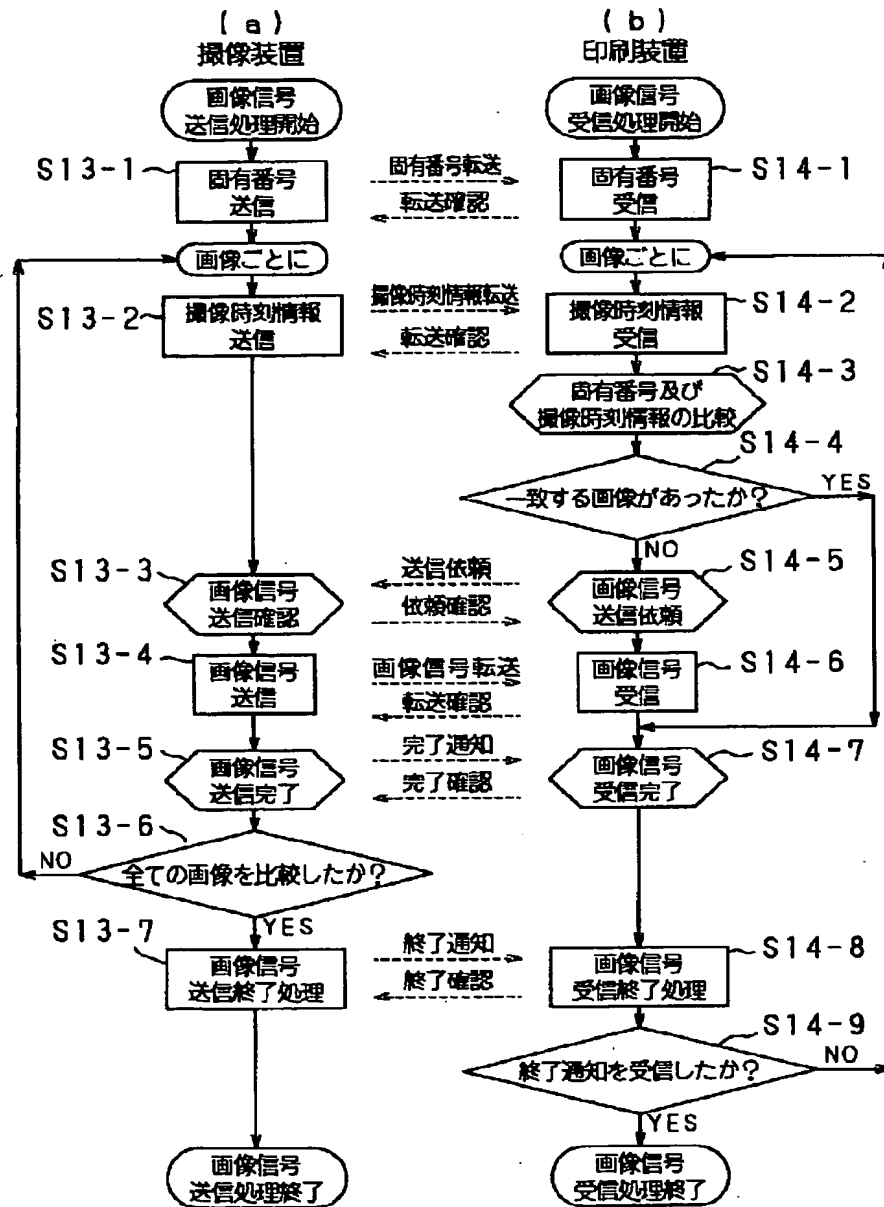 (a)
撮像装置
(b)
印刷装置
画像信号
送信処理開始
画像信号
受信処理開始
S13-1
固有番号
送信
固有番号転送
転送確認
固有番号
受信
S14-1
画像ごとに
画像ごとに
S13-2
撮像時刻情報
送信
撮像時刻情報転送
転送確認
撮像時刻情報
受信
S14-2
S14-3
固有番号及び
撮像時刻情報の比較
S14-4
一致する画像があったか?
YES
NO
S13-3
画像信号
送信確認
送信依頼
依頼確認
画像信号
送信依頼
S14-5
S13-4
画像信号
送信
画像信号転送
転送確認
画像信号
受信
S14-6
S13-5
画像信号
送信完了
完了通知
完了確認
画像信号
受信完了
S14-7
S13-6
NO
全ての画像を比較したか?
YES
S13-7
画像信号
送信終了処理
終了通知
終了確認
画像信号
受信終了処理
S14-8
S14-9
終了通知を受信したか?
NO
YES
画像信号
送信処理終了
画像信号
受信処理終了